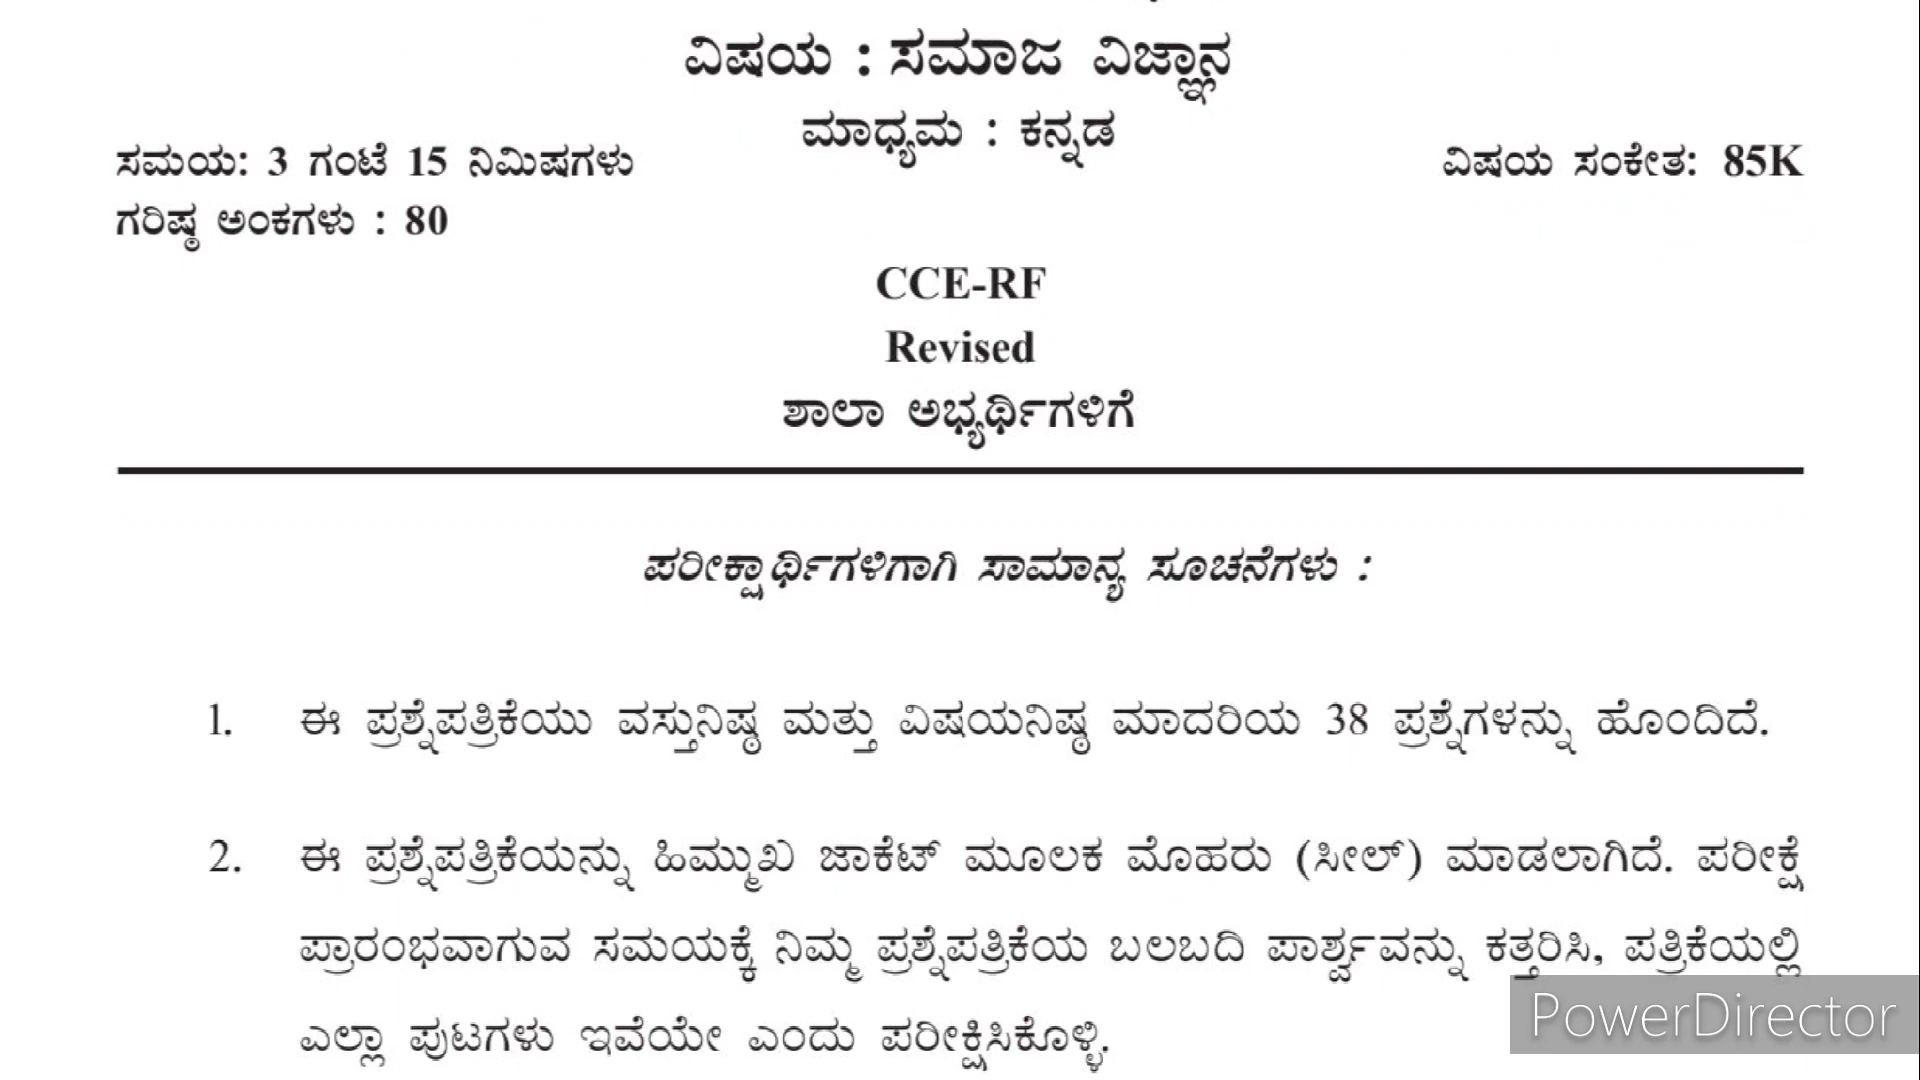 ವಿಷಯ : ಸಮಾಜ ವಿಜ್ಞಾನ
ಮಾಧ್ಯಮ : ಕನ್ನಡ
ಸಮಯ: 3 ಗಂಟೆ 15 ನಿಮಿಷಗಳು
ವಿಷಯ ಸಂಕೇತ: 85K
ಗರಿಷ್ಠ ಅಂಕಗಳು : 80
CCE-RF
Revised
ಶಾಲಾ ಅಭ್ಯರ್ಥಿಗಳಿಗೆ
ಪರೀಕ್ಷಾರ್ಥಿಗಳಿಗಾಗಿ ಸಾಮಾನ್ಯ ಸೂಚನೆಗಳು :
1. ಈ ಪ್ರಶ್ನೆಪತ್ರಿಕೆಯು ವಸ್ತುನಿಷ್ಠ ಮತ್ತು ವಿಷಯನಿಷ್ಠ ಮಾದರಿಯ 38 ಪ್ರಶ್ನೆಗಳನ್ನು ಹೊಂದಿದೆ.
2. ಈ ಪ್ರಶ್ನೆಪತ್ರಿಕೆಯನ್ನು ಹಿಮ್ಮುಖ ಜಾಕೆಟ್ ಮೂಲಕ ಮೊಹರು (ಸೀಲ್) ಮಾಡಲಾಗಿದೆ. ಪರೀಕ್ಷೆ
ಪ್ರಾರಂಭವಾಗುವ ಸಮಯಕ್ಕೆ ನಿಮ್ಮ ಪ್ರಶ್ನೆಪತ್ರಿಕೆಯ ಬಲಬದಿ ಪಾರ್ಶ್ವವನ್ನು ಕತ್ತರಿಸಿ, ಪತ್ರಿಕೆಯಲ್ಲಿ
ಎಲ್ಲಾ ಪುಟಗಳು ಇವೆಯೇ ಎಂದು ಪರೀಕ್ಷಿಸಿಕೊಳ್ಳಿ.
PowerDirector